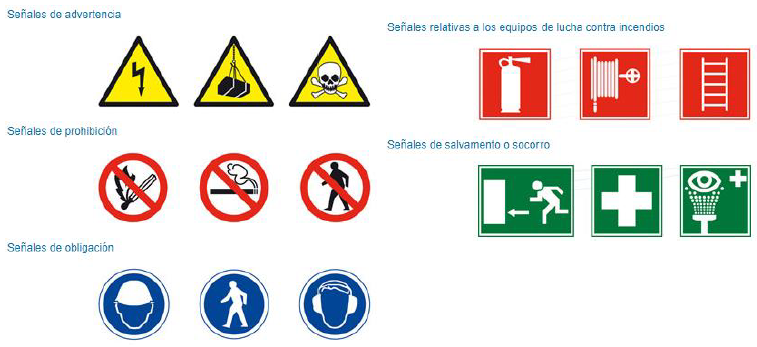 Señales de advertencia
Señales de prohibición
Señales de obligación
Señales relativas a los equipos de lucha contra incendios
Señales de salvamento o socorro